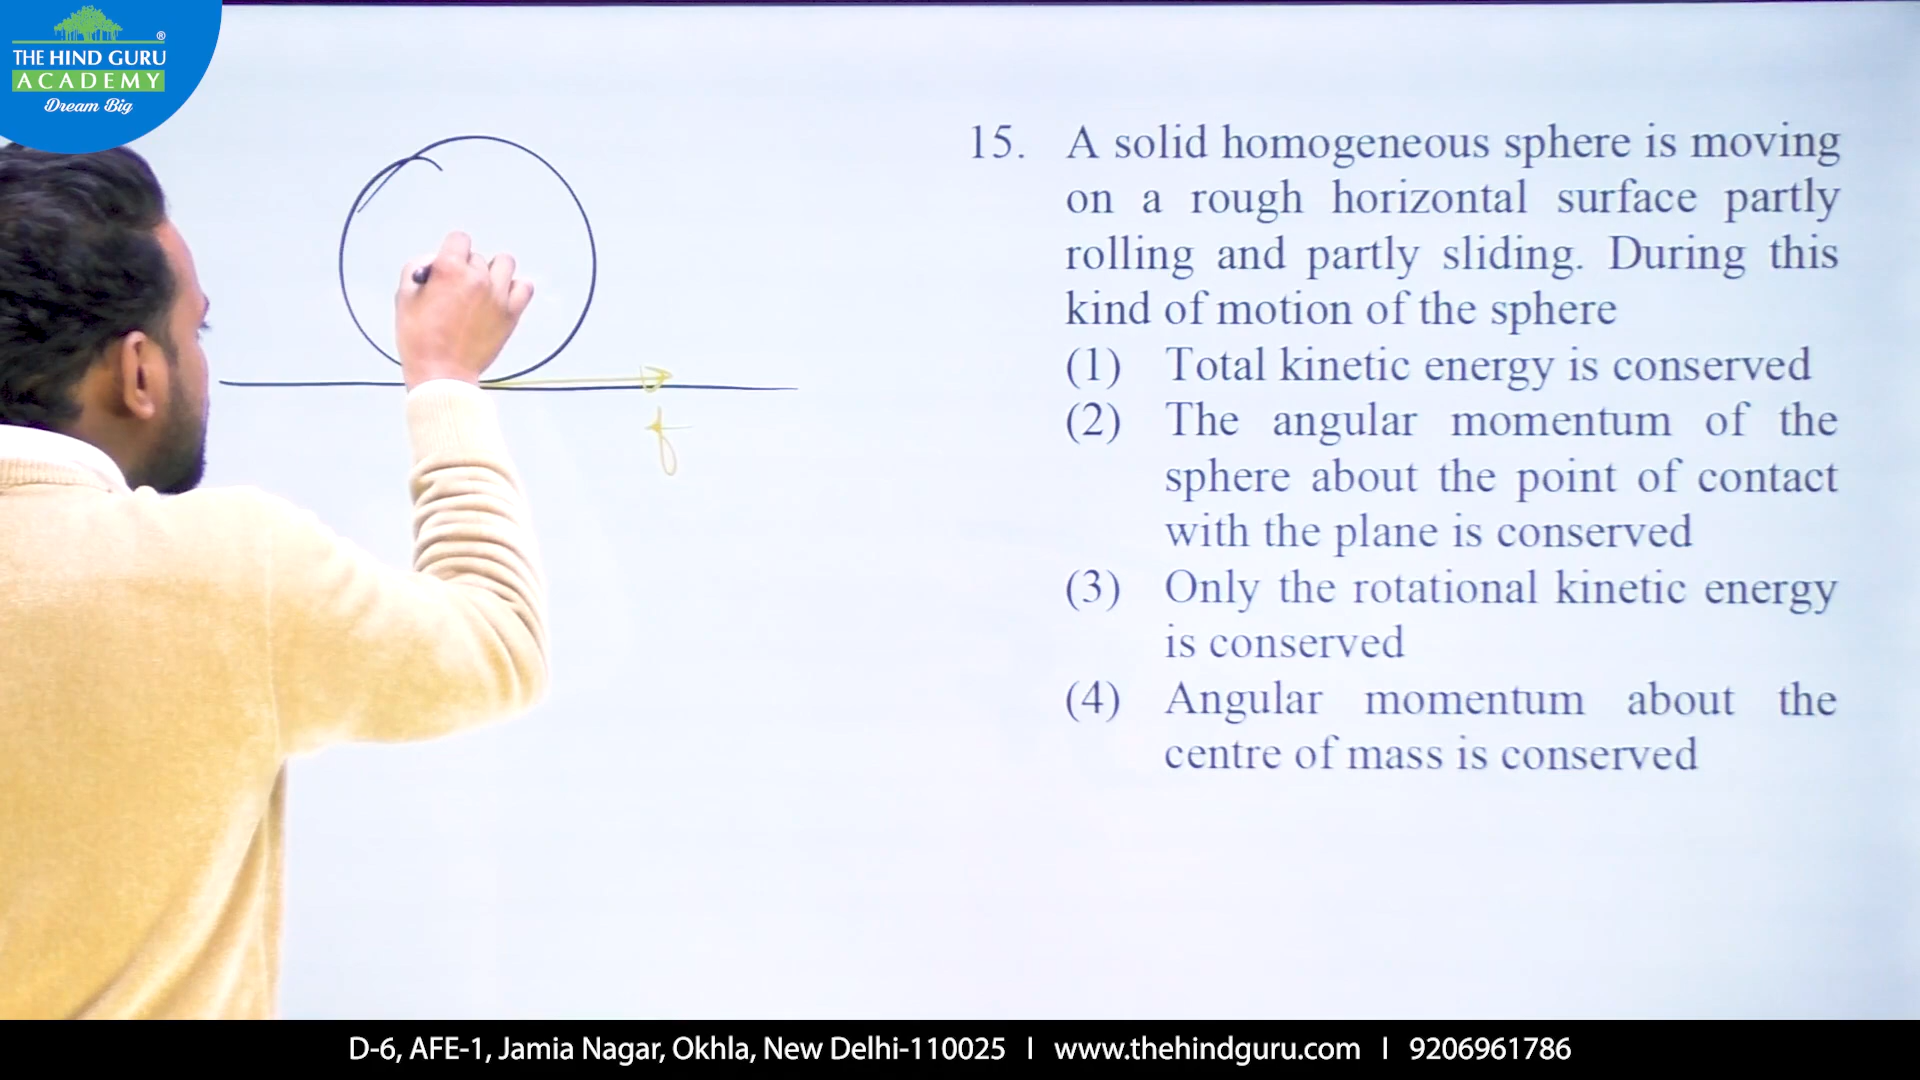 THE HIND GURU
®
ACADEMY
Dream Big
15. A solid homogeneous sphere is moving
on a rough horizontal surface partly
rolling and partly sliding. During this
kind of motion of the sphere
(1) Total kinetic energy is conserved
(2) The angular momentum of the
sphere about the point of contact
with the plane is conserved
(3) Only the rotational kinetic energy
is conserved
(4) Angular momentum about the
centre of mass is conserved
f
D-6, AFE-1, Jamia Nagar, Okhla, New Delhi-110025 | www.thehindguru.com | 9206961786